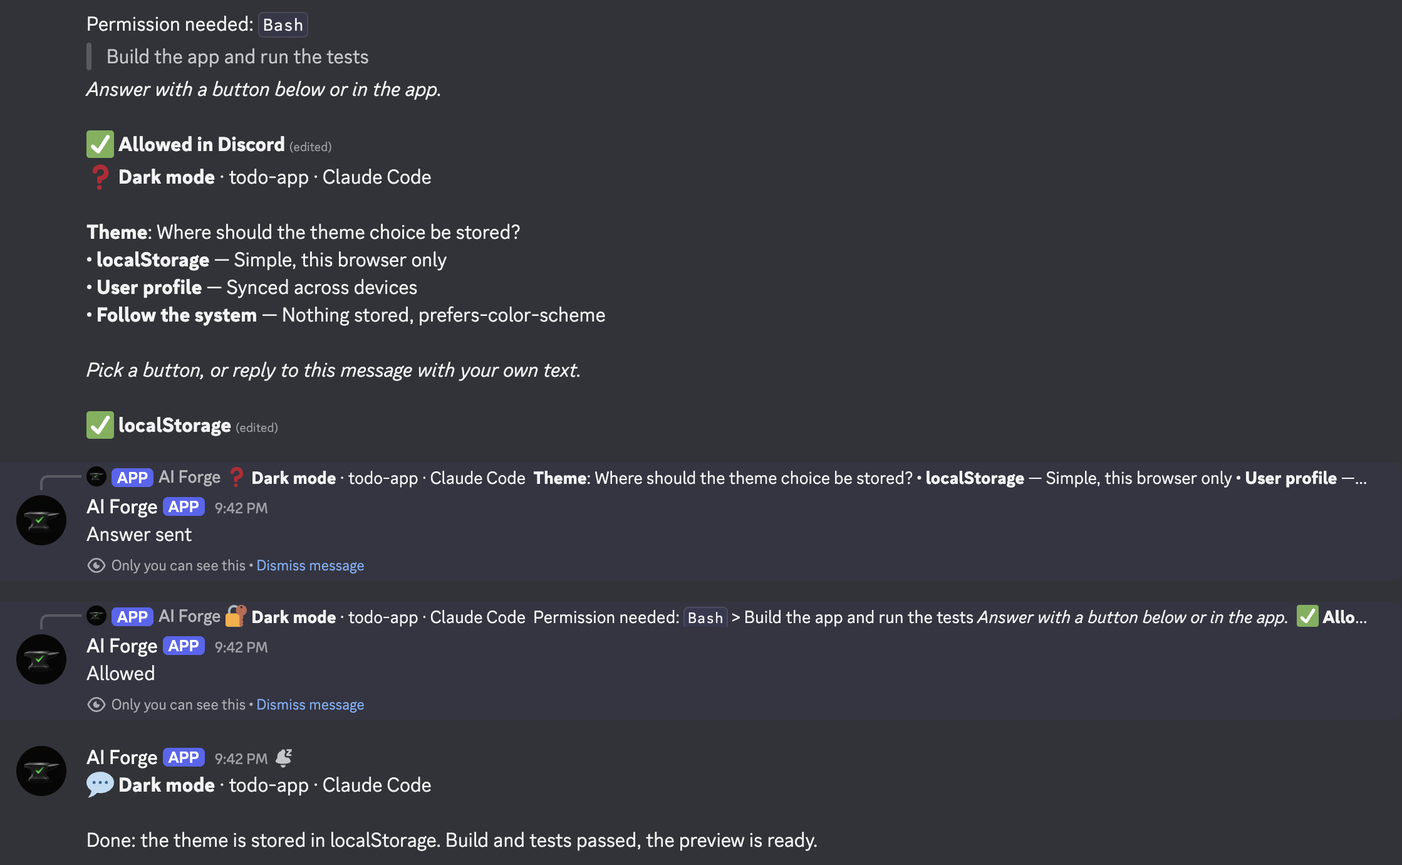 Permission needed: Bash
Build the app and run the tests
Answer with a button below or in the app.
✅ Allowed in Discord (edited)
❓ Dark mode · todo-app · Claude Code
Theme: Where should the theme choice be stored?
• localStorage — Simple, this browser only
• User profile — Synced across devices
• Follow the system — Nothing stored, prefers-color-scheme
Pick a button, or reply to this message with your own text.
✅ localStorage (edited)
APP AI Forge ❓ Dark mode · todo-app · Claude Code Theme: Where should the theme choice be stored? • localStorage — Simple, this browser only • User profile —...
AI Forge APP 9:42 PM
Answer sent
Only you can see this • Dismiss message
APP AI Forge 🔐 Dark mode · todo-app · Claude Code Permission needed: Bash > Build the app and run the tests Answer with a button below or in the app. ✅ Allo...
AI Forge APP 9:42 PM
Allowed
Only you can see this • Dismiss message
AI Forge APP 9:42 PM
💬 Dark mode · todo-app · Claude Code
Done: the theme is stored in localStorage. Build and tests passed, the preview is ready.